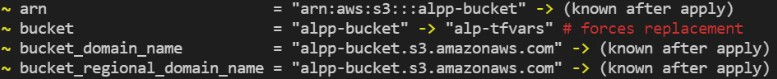 ~ arn                         = "arn:aws:s3:::alpp-bucket" -> (known after apply)
~ bucket                      = "alpp-bucket" -> "alp-tfvars" # forces replacement
~ bucket_domain_name          = "alpp-bucket.s3.amazonaws.com" -> (known after apply)
~ bucket_regional_domain_name = "alpp-bucket.s3.amazonaws.com" -> (known after apply)